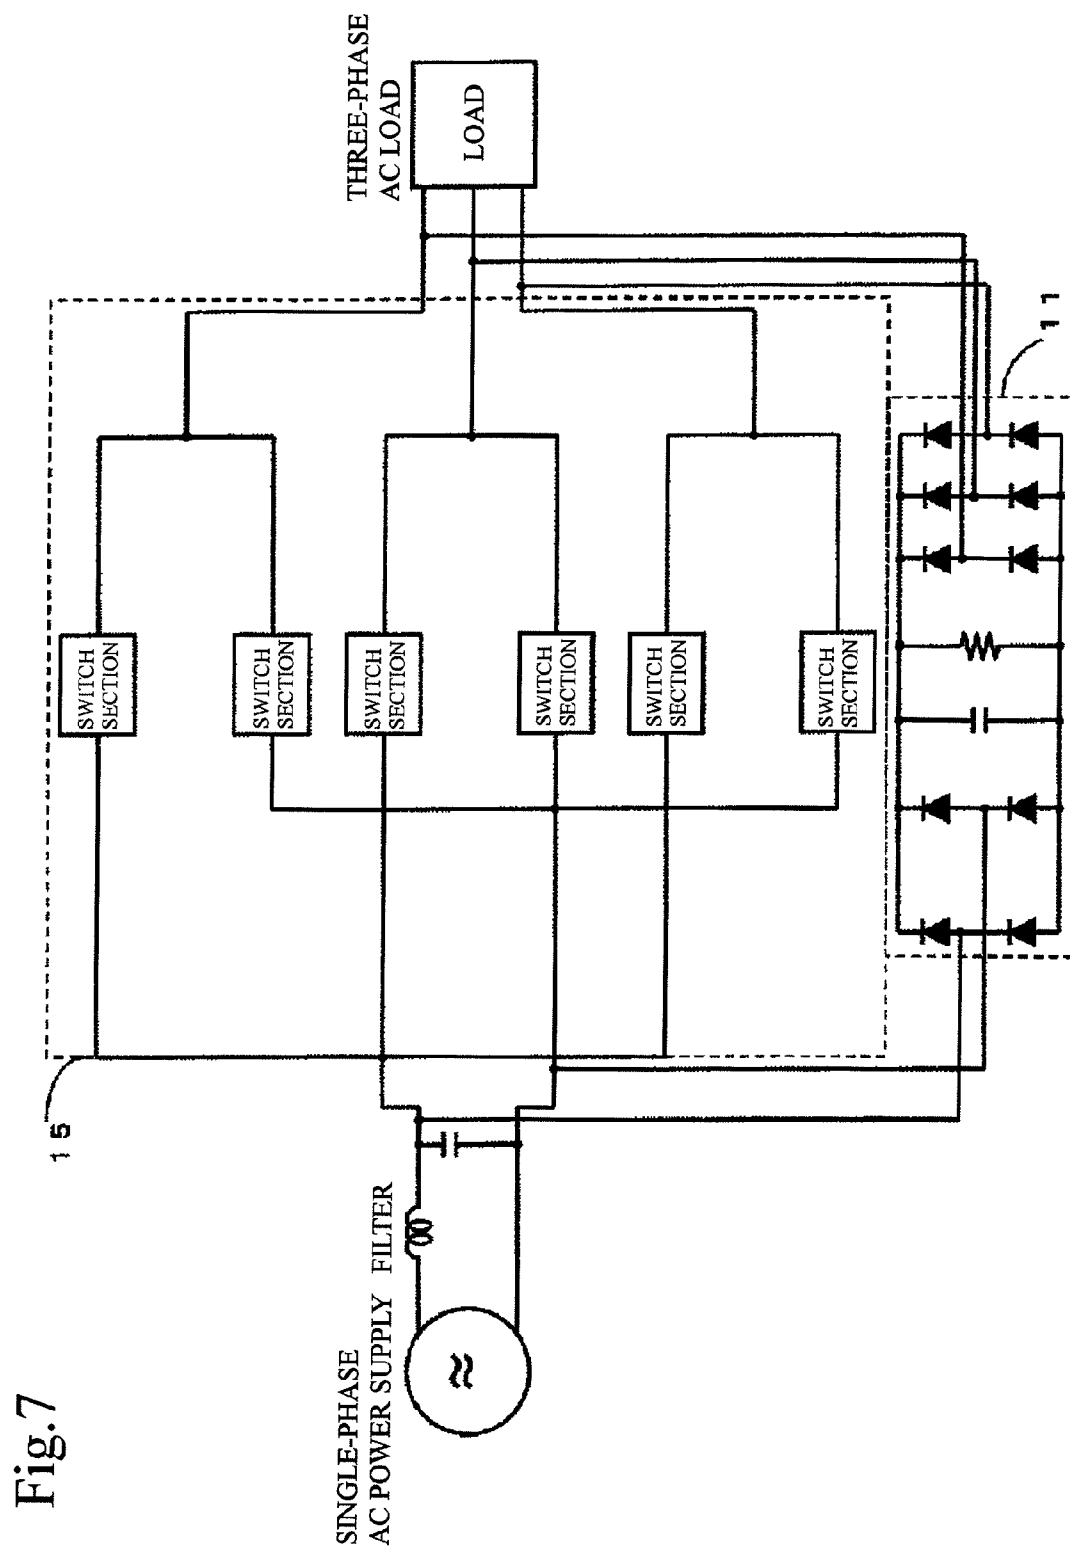 Fig.7
SINGLE-PHASE
AC POWER SUPPLY
FILTER
15
SWITCH
SECTION
SWITCH
SECTION
SWITCH
SECTION
SWITCH
SECTION
SWITCH
SECTION
SWITCH
SECTION
THREE-PHASE
AC LOAD
LOAD
11